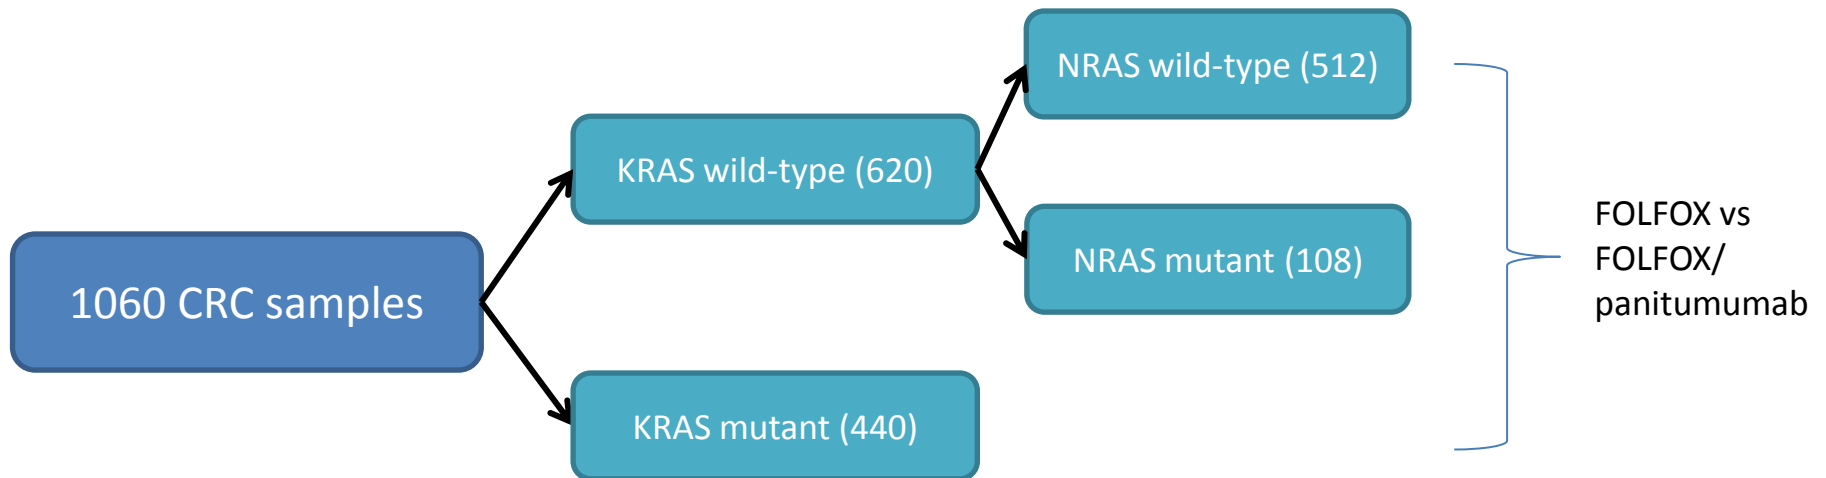 1060 CRC samples
KRAS wild-type (620)
KRAS mutant (440)
NRAS wild-type (512)
NRAS mutant (108)
FOLFOX vs
FOLFOX/
panitumumab